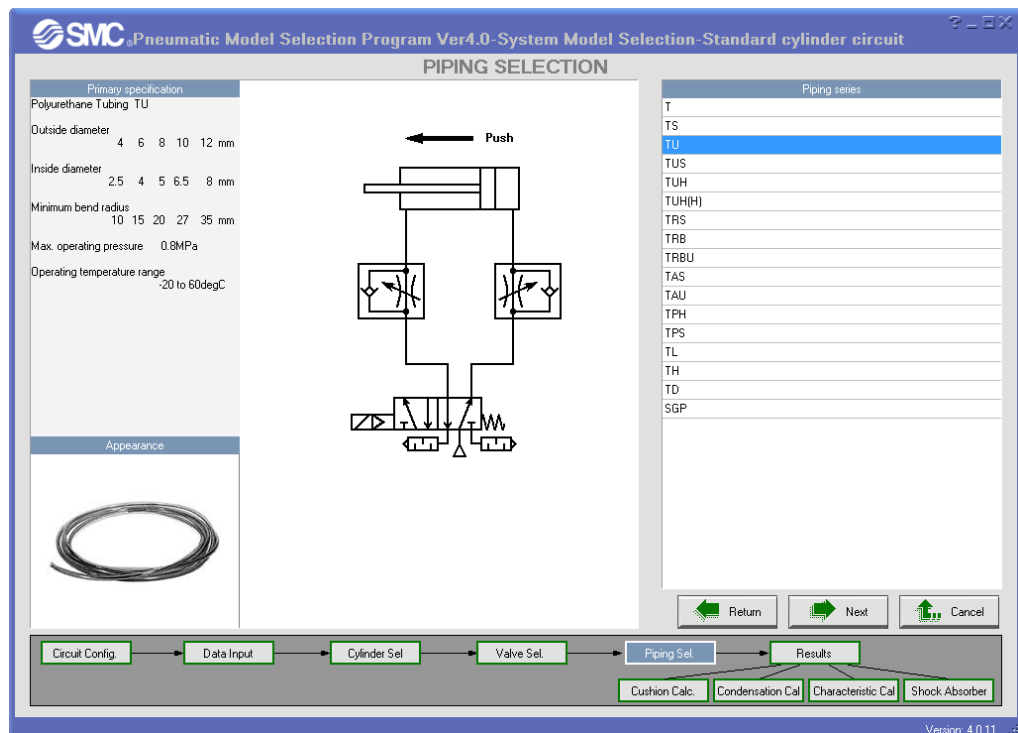 SMC®Pneumatic Model Selection Program Ver4.0-System Model Selection-Standard cylinder circuit
PIPING SELECTION
Primary specification
Polyurethane Tubing TU
Outside diameter
4 6 8 10 12 mm
Inside diameter
2.5 4 5 6.5 8 mm
Minimum bend radius
10 15 20 27 35 mm
Max. operating pressure 0.8MPa
Operating temperature range
-20 to 60degC
Appearance
Push
Piping series
T
TS
TU
TUS
TUH
TUH(H)
TRS
TRB
TRBU
TAS
TAU
TPH
TPS
TL
TH
TD
SGP
Return Next Cancel
Circuit Config. Data Input Cylinder Sel Valve Sel. Piping Sel. Results
Cushion Calc. Condensation Cal Characteristic Cal Shock Absorber
Version: 4.0.11